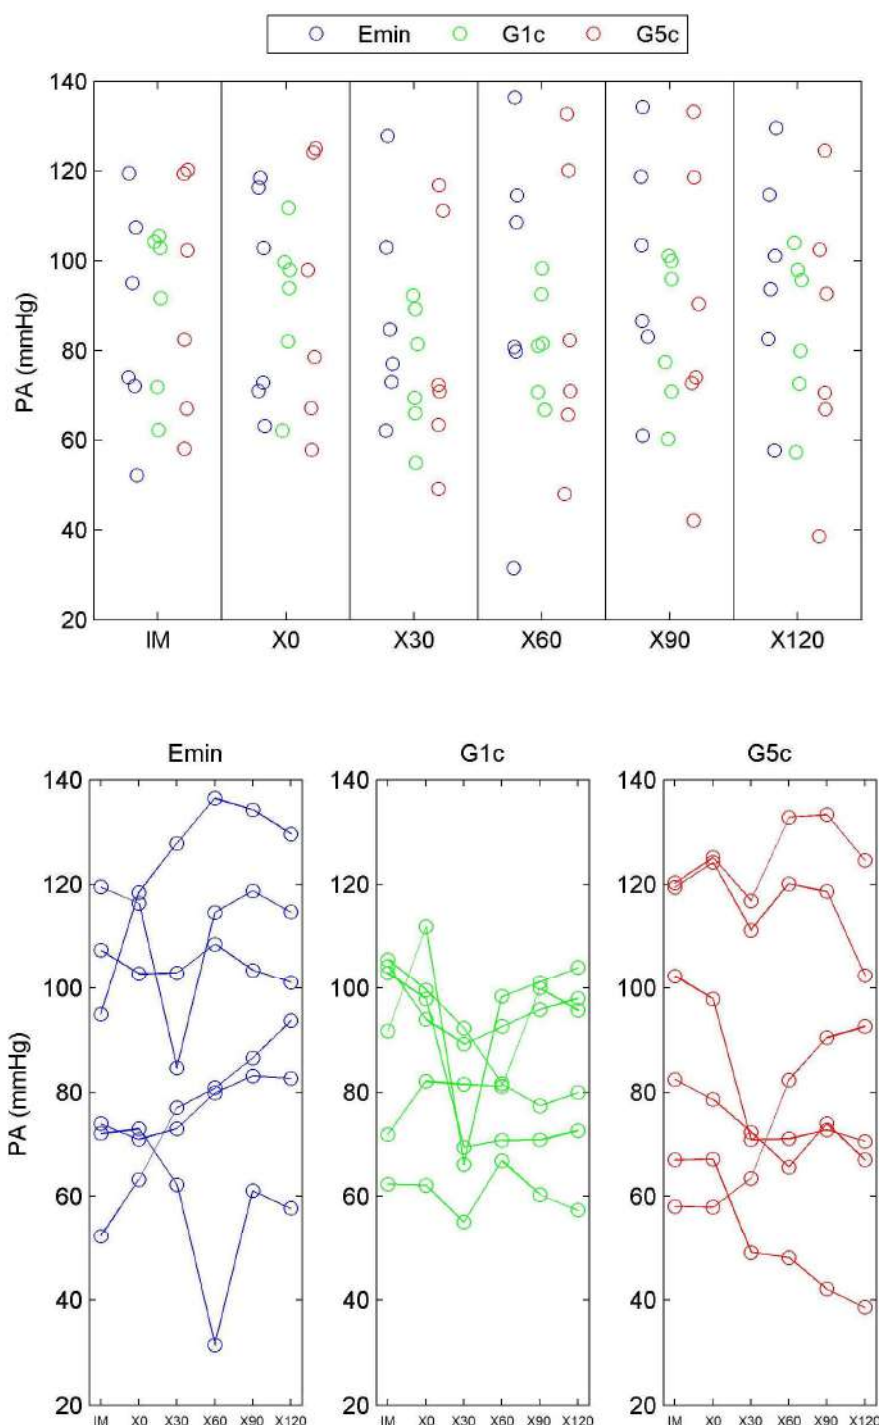 Emin G1c G5c
140
120
100
80
60
40
20
PA (mmHg)
IM X0 X30 X60 X90 X120
Emin G1c G5c
140 140 140
120 120 120
100 100 100
80 80 80
60 60 60
40 40 40
20 20 20
PA (mmHg)
IM X0 X30 X60 X90 X120 IM X0 X30 X60 X90 X120 IM X0 X30 X60 X90 X120